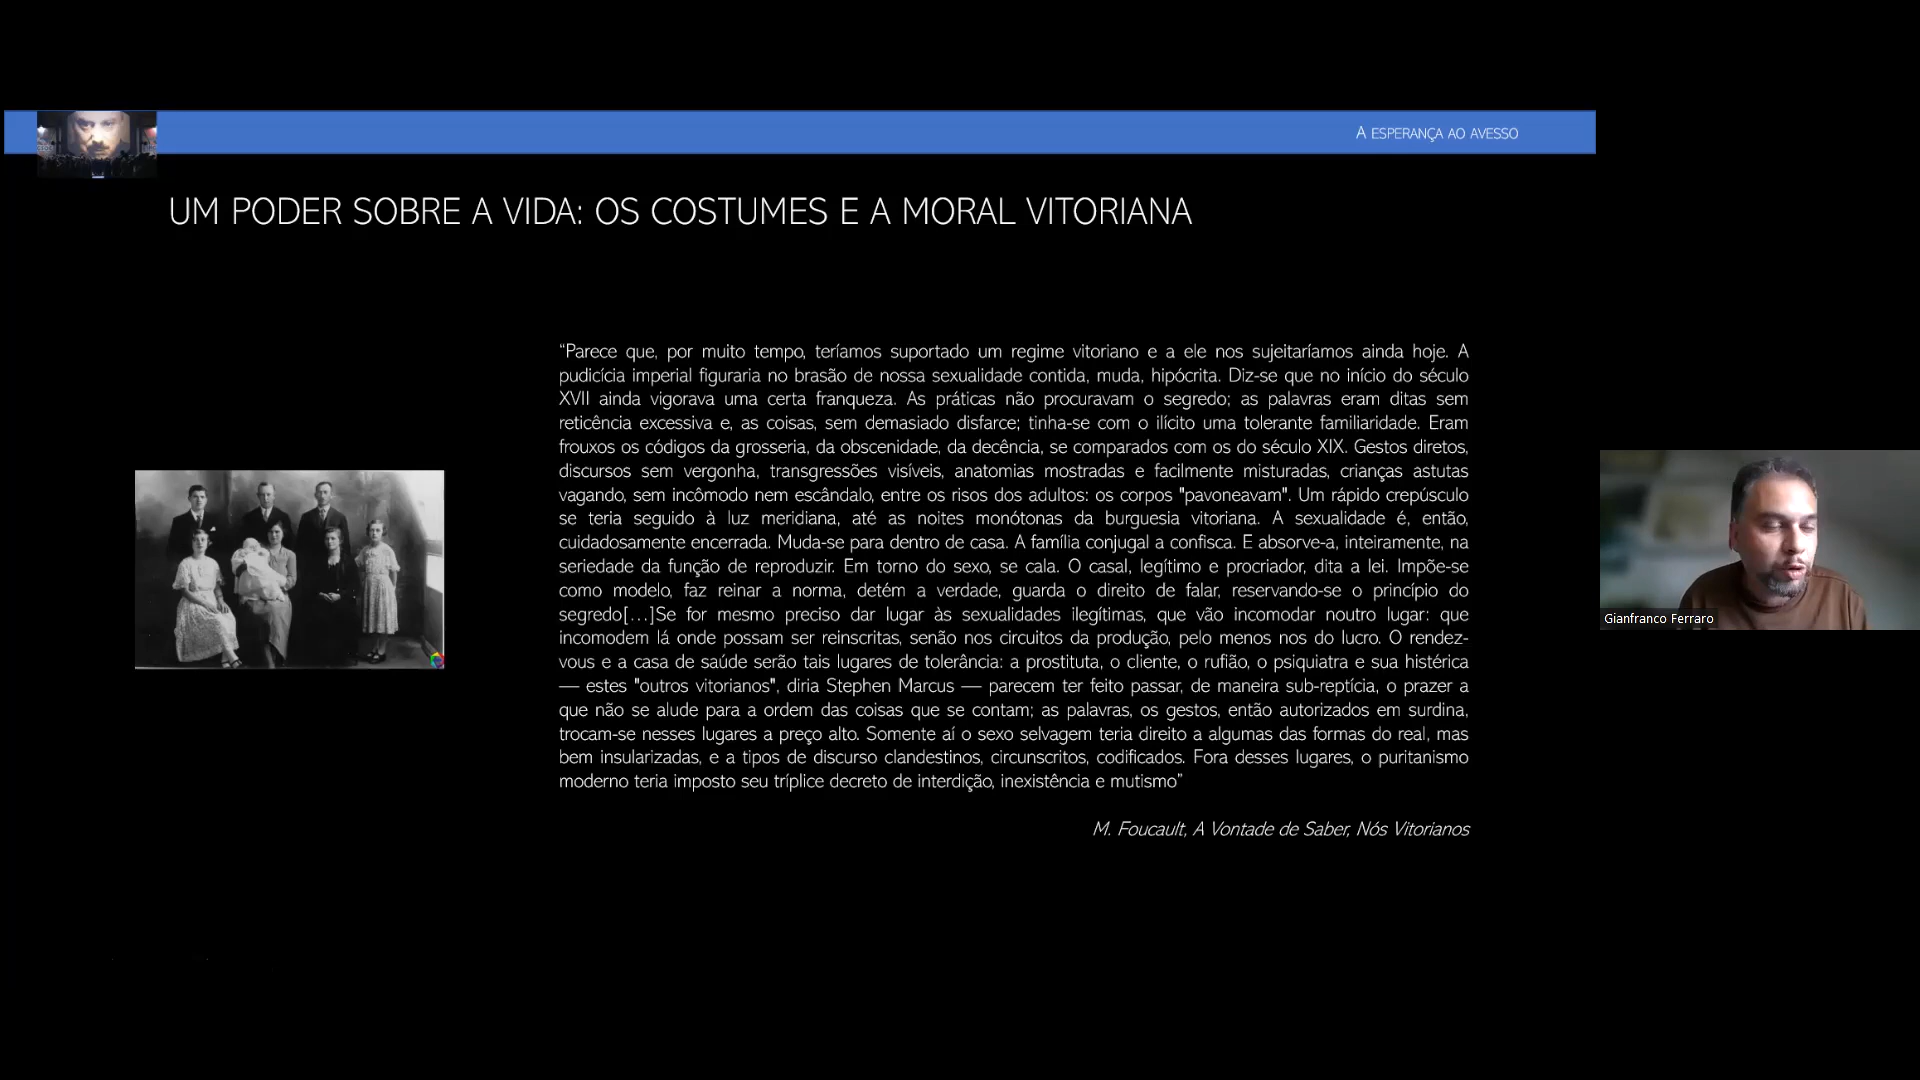 A ESPERANÇA AO AVESSO
UM PODER SOBRE A VIDA: OS COSTUMES E A MORAL VITORIANA
“Parece que, por muito tempo, teríamos suportado um regime vitoriano e a ele nos sujeitaríamos ainda hoje. A
pudicícia imperial figuraria no brasão de nossa sexualidade contida, muda, hipócrita. Diz-se que no início do século
XVII ainda vigorava uma certa franqueza. As práticas não procuravam o segredo; as palavras eram ditas sem
reticência excessiva e, as coisas, sem demasiado disfarce; tinha-se com o ilícito uma tolerante familiaridade. Eram
frouxos os códigos da grosseria, da obscenidade, da decência, se comparados com os do século XIX. Gestos diretos,
discursos sem vergonha, transgressões visíveis, anatomias mostradas e facilmente misturadas, crianças astutas
vagando, sem incômodo nem escândalo, entre os risos dos adultos: os corpos "pavoneavam". Um rápido crepúsculo
se teria seguido à luz meridiana, até as noites monótonas da burguesia vitoriana. A sexualidade é, então,
cuidadosamente encerrada. Muda-se para dentro de casa. A família conjugal a confisca. E absorve-a, inteiramente, na
seriedade da função de reproduzir. Em torno do sexo, se cala. O casal, legítimo e procriador, dita a lei. Impõe-se
como modelo, faz reinar a norma, detém a verdade, guarda o direito de falar, reservando-se o princípio do
segredo[…]Se for mesmo preciso dar lugar às sexualidades ilegítimas, que vão incomodar noutro lugar: que
incomodem lá onde possam ser reinscritas, senão nos circuitos da produção, pelo menos nos do lucro. O rendez-
vous e a casa de saúde serão tais lugares de tolerância: a prostituta, o cliente, o rufião, o psiquiatra e sua histérica
— estes "outros vitorianos", diria Stephen Marcus — parecem ter feito passar, de maneira sub-reptícia, o prazer a
que não se alude para a ordem das coisas que se contam; as palavras, os gestos, então autorizados em surdina,
trocam-se nesses lugares a preço alto. Somente aí o sexo selvagem teria direito a algumas das formas do real, mas
bem insularizadas, e a tipos de discurso clandestinos, circunscritos, codificados. Fora desses lugares, o puritanismo
moderno teria imposto seu tríplice decreto de interdição, inexistência e mutismo”
M. Foucault, A Vontade de Saber, Nós Vitorianos
Gianfranco Ferraro